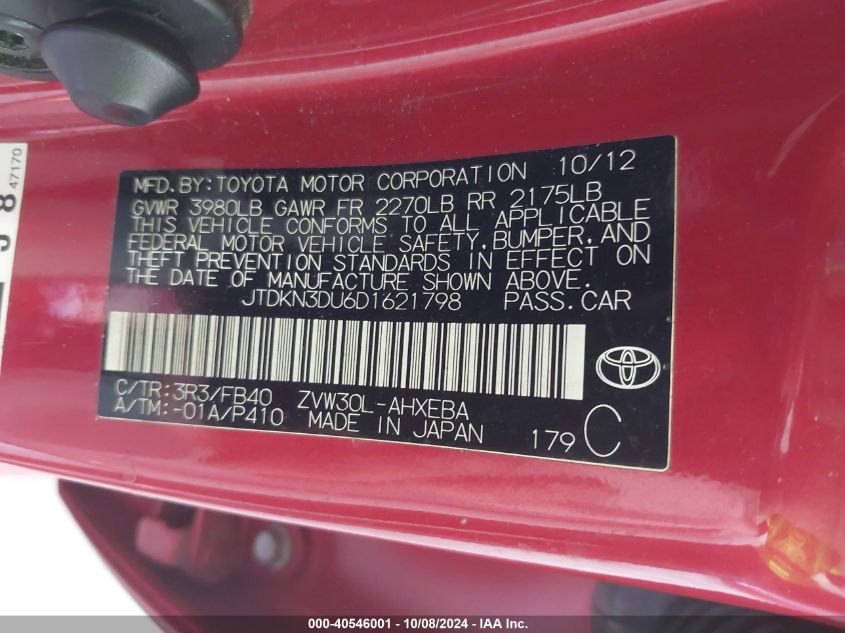 MFD.BY:TOYOTA MOTOR CORPORATION 10/12
GVWR 3980LB GAWR FR 2270LB RR 2175LB
THIS VEHICLE CONFORMS TO ALL APPLICABLE
FEDERAL MOTOR VEHICLE SAFETY,BUMPER,AND
THEFT PREVENTION STANDARDS IN EFFECT ON
THE DATE OF MANUFACTURE SHOWN ABOVE.
JTDKN3DU6D1621798 PASS.CAR
C/TR:3R3/FB40 ZVW30L-AHXEBA
A/TM:-01A/P410 MADE IN JAPAN 179 C
47170
000-40546001 - 10/08/2024 - IAA Inc.